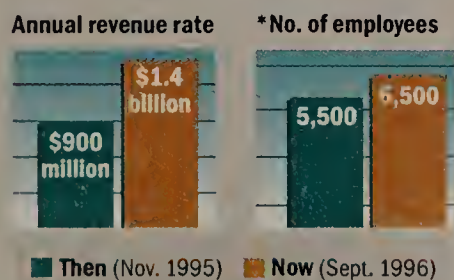 Annual revenue rate
*No. of employees
$900
million
$1.4
billion
5,500
6,500
Then (Nov. 1995)
Now (Sept. 1996)